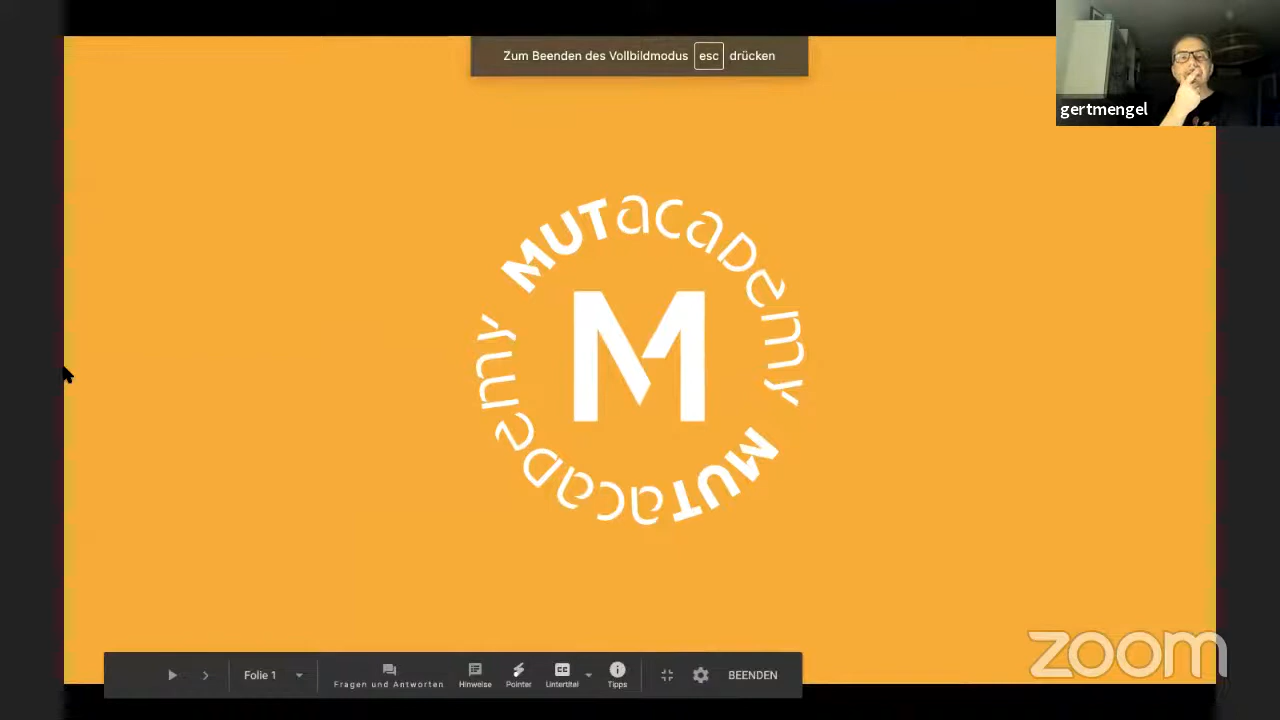 Zum Beenden des Vollbildmodus esc drücken
gertmengel
MUTacaDemy
M
MUTacaDemy
zoom
Folie 1
Fragen und Antworten
Hinweise
Pointer
CC
Untertitel
Tipps
BEENDEN